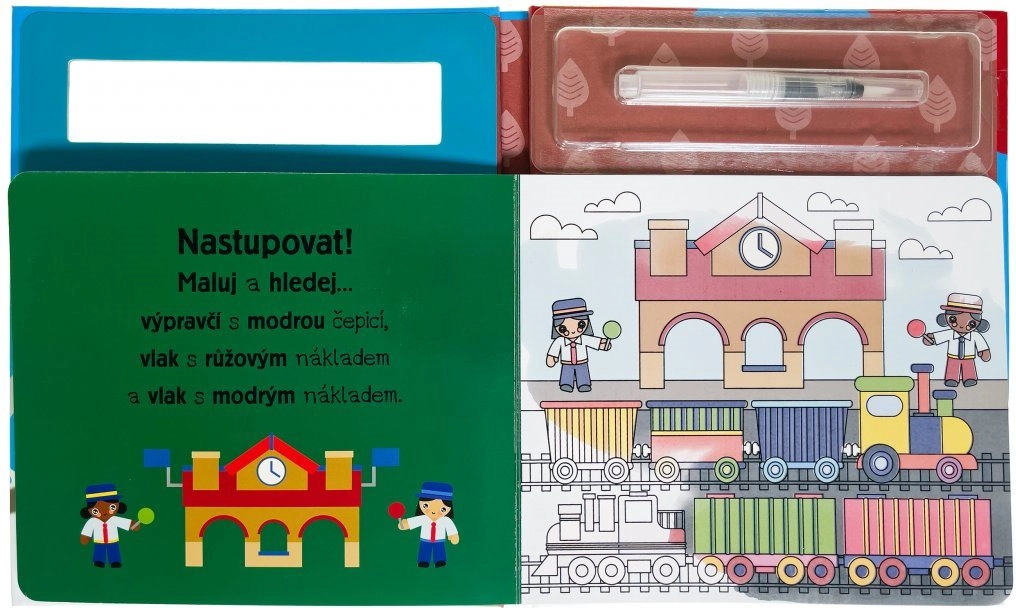 Nastupovat!
Maluj a hledej...
výpravčí s modrou čepicí,
vlak s růžovým nákladem
a vlak s modrým nákladem.